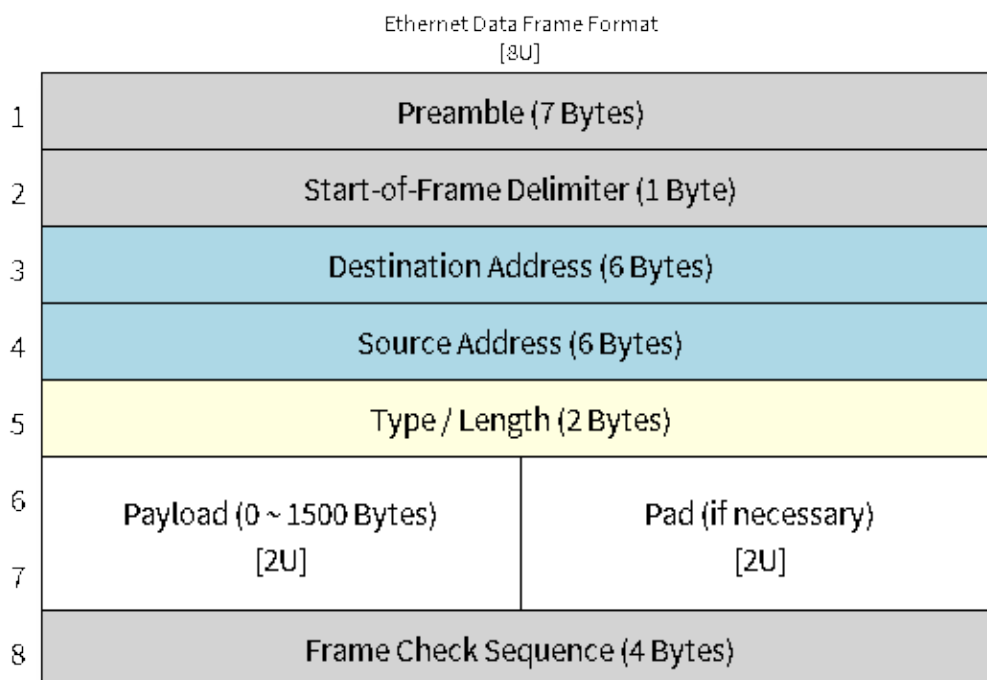 Ethernet Data Frame Format
[8U]
1
Preamble (7 Bytes)
2
Start-of-Frame Delimiter (1 Byte)
3
Destination Address (6 Bytes)
4
Source Address (6 Bytes)
5
Type / Length (2 Bytes)
6
Payload (0 ~ 1500 Bytes)
[2U]
Pad (if necessary)
[2U]
7
8
Frame Check Sequence (4 Bytes)